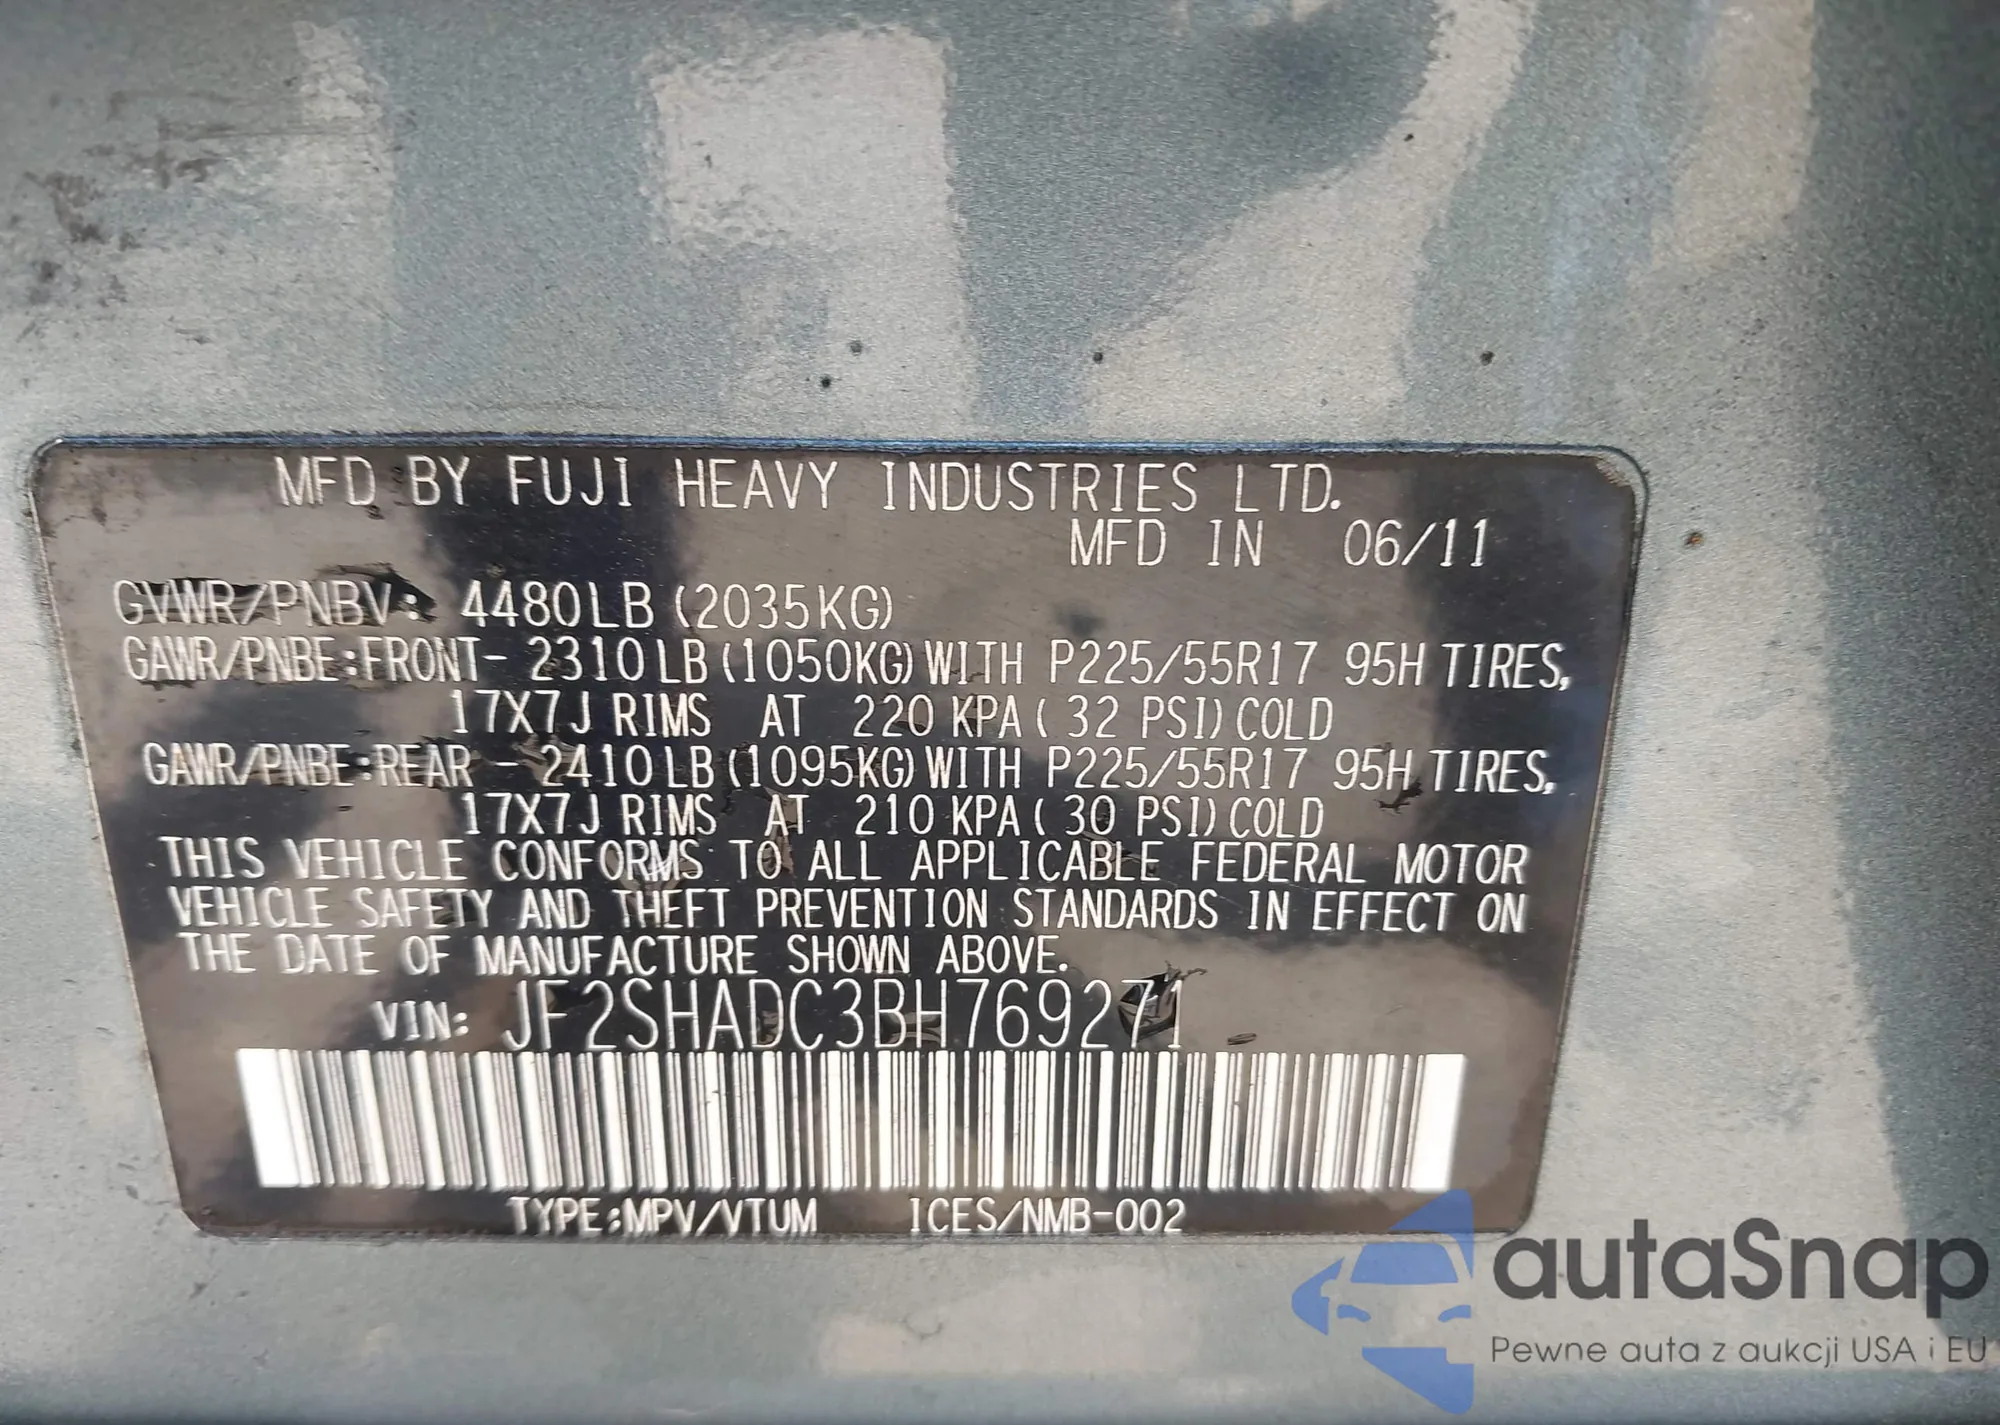 MFD BY FUJI HEAVY INDUSTRIES LTD.
MFD IN 06/11
GVWR/PNBV: 4480LB (2035KG)
GAWR/PNBE:FRONT- 2310LB (1050KG) WITH P225/55R17 95H TIRES,
17X7J RIMS AT 220 KPA ( 32 PSI) COLD
GAWR/PNBE:REAR - 2410LB (1095KG) WITH P225/55R17 95H TIRES,
17X7J RIMS AT 210 KPA ( 30 PSI) COLD
THIS VEHICLE CONFORMS TO ALL APPLICABLE FEDERAL MOTOR
VEHICLE SAFETY AND THEFT PREVENTION STANDARDS IN EFFECT ON
THE DATE OF MANUFACTURE SHOWN ABOVE.
VIN: JF2SHADC3BH769271
TYPE:MPV/VTUM ICES/NMB-002
autaSnap
Pewne auta z aukcji USA i EU